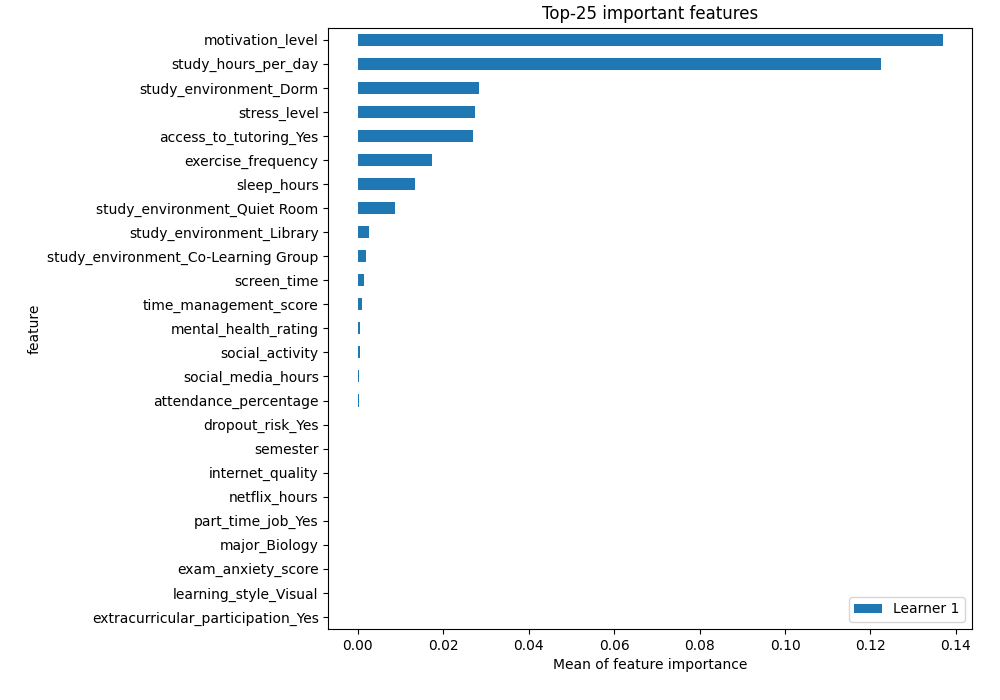 Top-25 important features
motivation_level
study_hours_per_day
study_environment_Dorm
stress_level
access_to_tutoring_Yes
exercise_frequency
sleep_hours
study_environment_Quiet Room
study_environment_Library
study_environment_Co-Learning Group
screen_time
time_management_score
mental_health_rating
social_activity
social_media_hours
attendance_percentage
dropout_risk_Yes
semester
internet_quality
netflix_hours
part_time_job_Yes
major_Biology
exam_anxiety_score
learning_style_Visual
extracurricular_participation_Yes
feature
Learner 1
0.00 0.02 0.04 0.06 0.08 0.10 0.12 0.14
Mean of feature importance